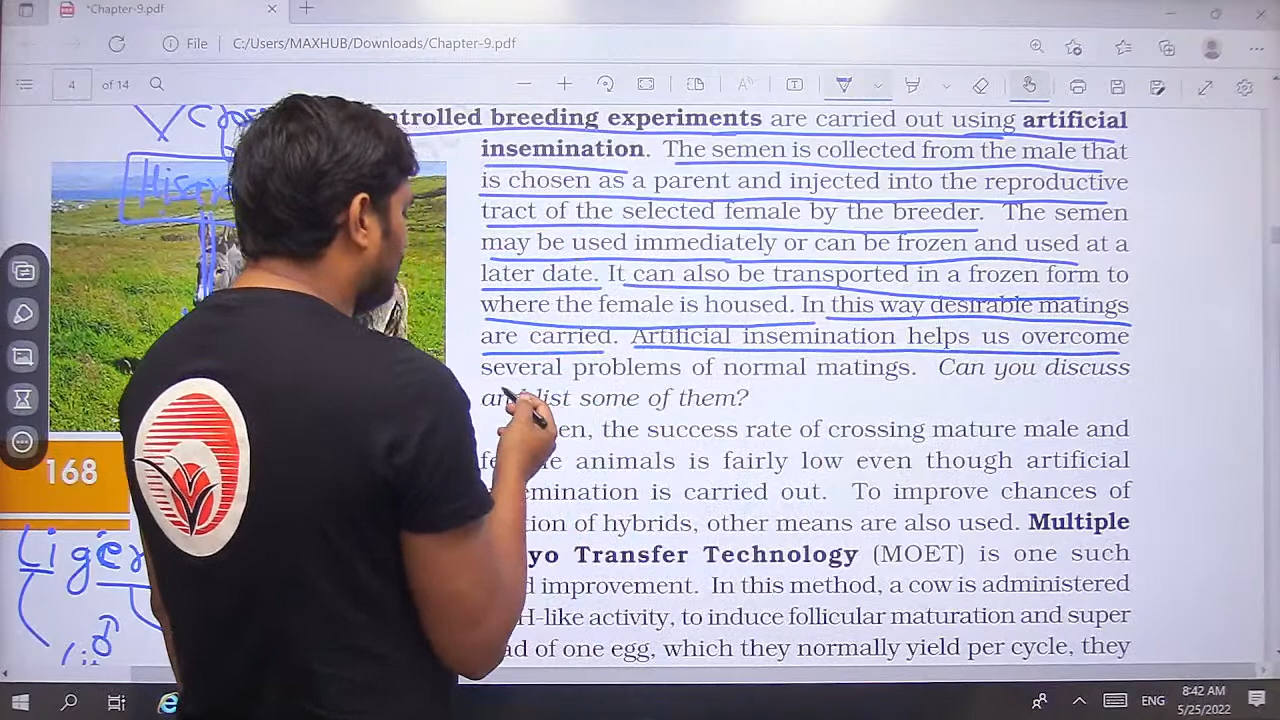 *Chapter-9.pdf
File
C:/Users/MAXHUB/Downloads/Chapter-9.pdf
4 of 14
ntrolled breeding experiments are carried out using artificial
insemination. The semen is collected from the male that
is chosen as a parent and injected into the reproductive
tract of the selected female by the breeder. The semen
may be used immediately or can be frozen and used at a
later date. It can also be transported in a frozen form to
where the female is housed. In this way desirable matings
are carried. Artificial insemination helps us overcome
several problems of normal matings. Can you discuss
list some of them?
en, the success rate of crossing mature male and
animals is fairly low even though artificial
emination is carried out. To improve chances of
tion of hybrids, other means are also used. Multiple
yo Transfer Technology (MOET) is one such
d improvement. In this method, a cow is administered
H-like activity, to induce follicular maturation and super
ad of one egg, which they normally yield per cycle, they
168
Liger
ENG
8:42 AM
5/25/2022